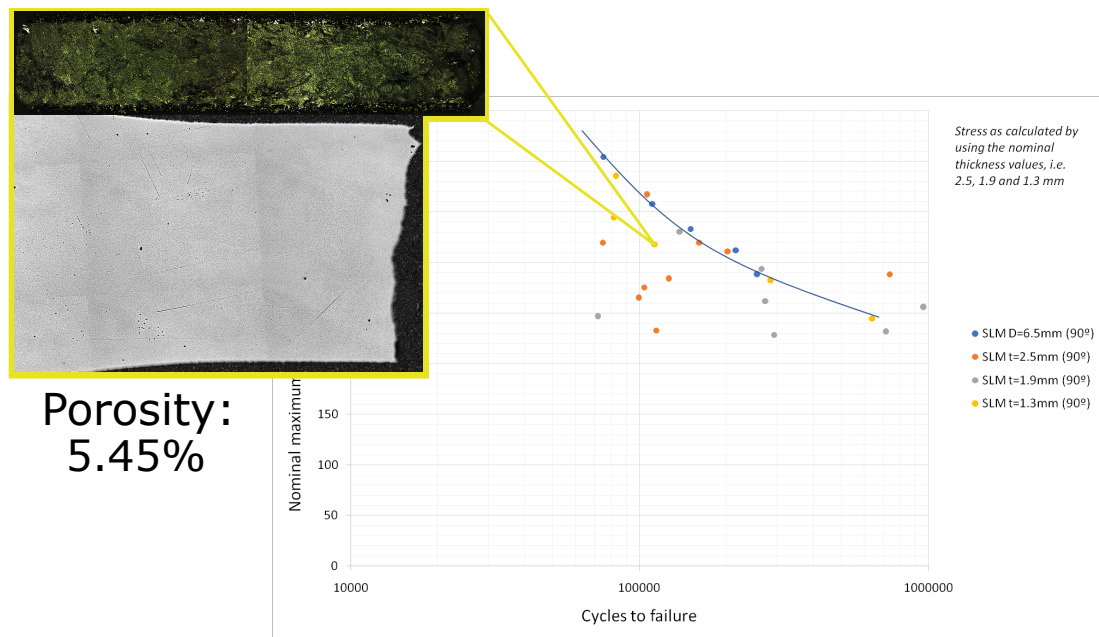 Stress as calculated by
using the nominal
thickness values, i.e.
2.5, 1.9 and 1.3 mm
SLM D=6.5mm (90º)
SLM t=2.5mm (90º)
SLM t=1.9mm (90º)
SLM t=1.3mm (90º)
Porosity:
5.45%
Nominal maximum
150
100
50
0
10000
100000
1000000
Cycles to failure